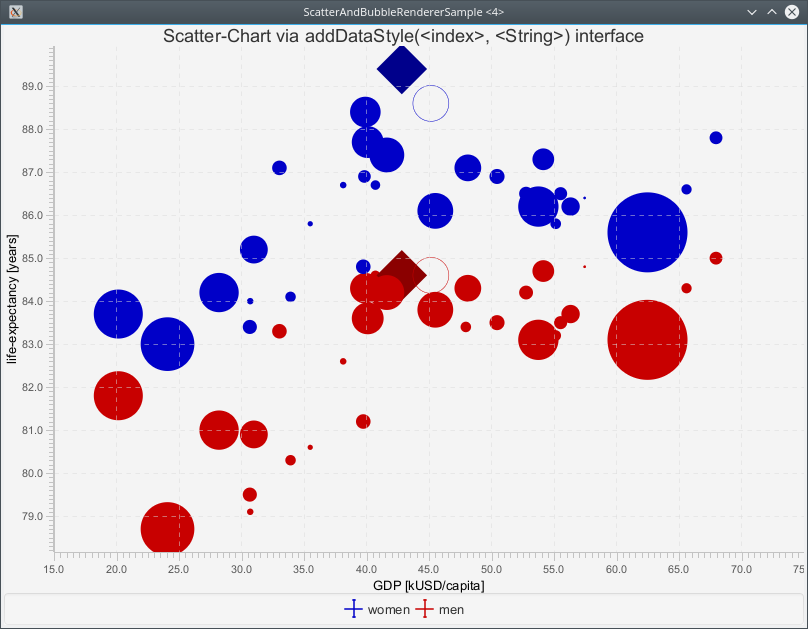 ScatterAndBubbleRendererSample <4>
Scatter-Chart via addDataStyle(<index>, <String>) interface
life-expectancy [years]
89.0
88.0
87.0
86.0
85.0
84.0
83.0
82.0
81.0
80.0
79.0
15.0 20.0 25.0 30.0 35.0 40.0 45.0 50.0 55.0 60.0 65.0 70.0 75
GDP [kUSD/capita]
women men